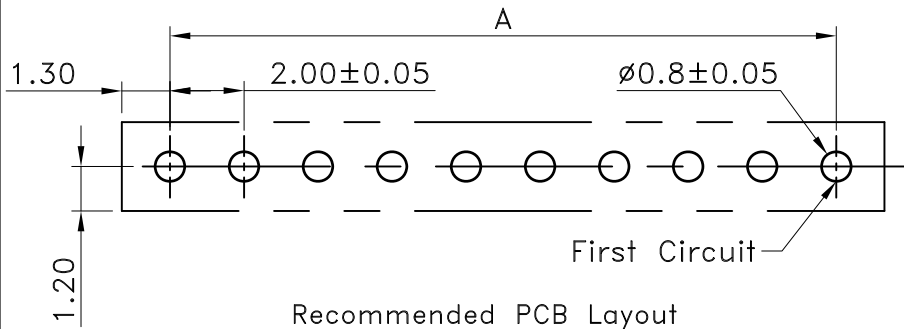 A
1.30
2.00±0.05
ø0.8±0.05
First Circuit
1.20
Recommended PCB Layout